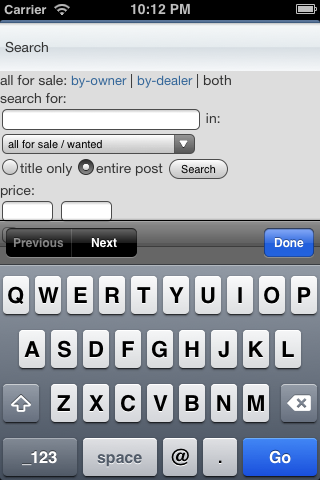 Carrier 10:12 PM
Search
all for sale: by-owner | by-dealer | both
search for:
in:
all for sale / wanted
title only entire post Search
price:
Previous Next Done
Q W E R T Y U I O P
A S D F G H J K L
Z X C V B N M
_123 space @ . Go